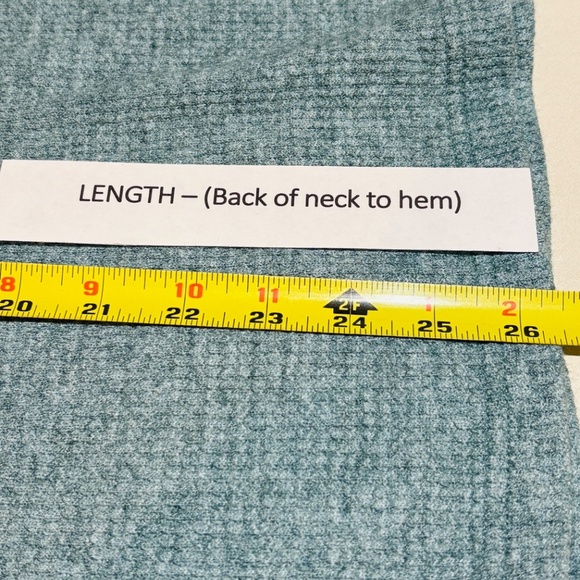 LENGTH – (Back of neck to hem)
8 9 10 11 2F 1 2
20 21 22 23 24 25 26